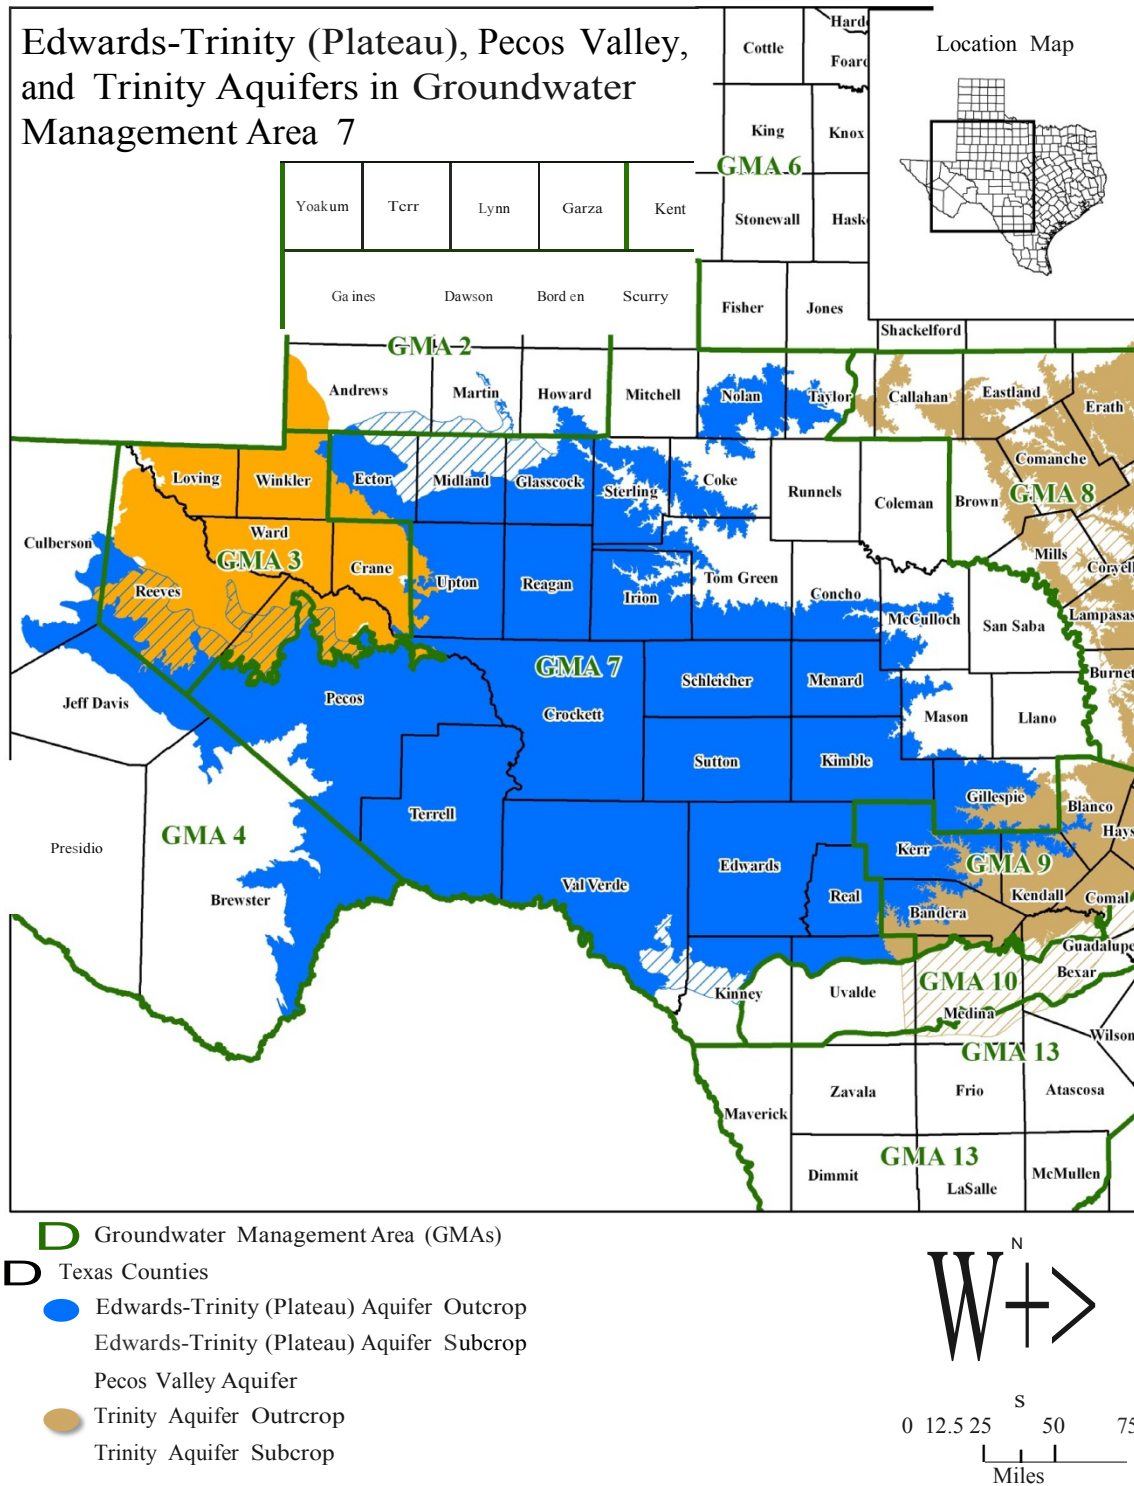 Edwards-Trinity (Plateau), Pecos Valley,
and Trinity Aquifers in Groundwater
Management Area 7
Location Map
Cottle
Hard
Foard
King
Knox
GMA 6
Stonewall
Hask
Yoakum
Terr
Lynn
Garza
Kent
Ga ines
Dawson
Bord en
Scurry
Fisher
Jones
Shackelford
GMA 2
Andrews
Martin
Howard
Mitchell
Nolan
Taylor
Callahan
Eastland
Erath
Comanche
Loving
Winkler
Ector
Midland
Glasscock
Sterling
Coke
Runnels
Coleman
Brown
GMA 8
Culberson
Ward
GMA 3
Crane
Mills
Coryell
Reeves
Upton
Reagan
Irion
Tom Green
Concho
McCulloch
San Saba
Lampasas
Burnet
GMA 7
Jeff Davis
Pecos
Crockett
Schleicher
Menard
Mason
Llano
Sutton
Kimble
Gillespie
Blanco
Hays
Presidio
GMA 4
Terrell
Kerr
GMA 9
Brewster
Val Verde
Edwards
Real
Bandera
Kendall
Comal
Guadalupe
Bexar
Kinney
Uvalde
GMA 10
Medina
Wilson
GMA 13
Zavala
Frio
Atascosa
Maverick
Dimmit
GMA 13
LaSalle
McMullen
D Groundwater Management Area (GMAs)
D Texas Counties
Edwards-Trinity (Plateau) Aquifer Outcrop
Edwards-Trinity (Plateau) Aquifer Subcrop
Pecos Valley Aquifer
Trinity Aquifer Outrcrop
Trinity Aquifer Subcrop
N
W
S
0 12.5 25 50 75
Miles